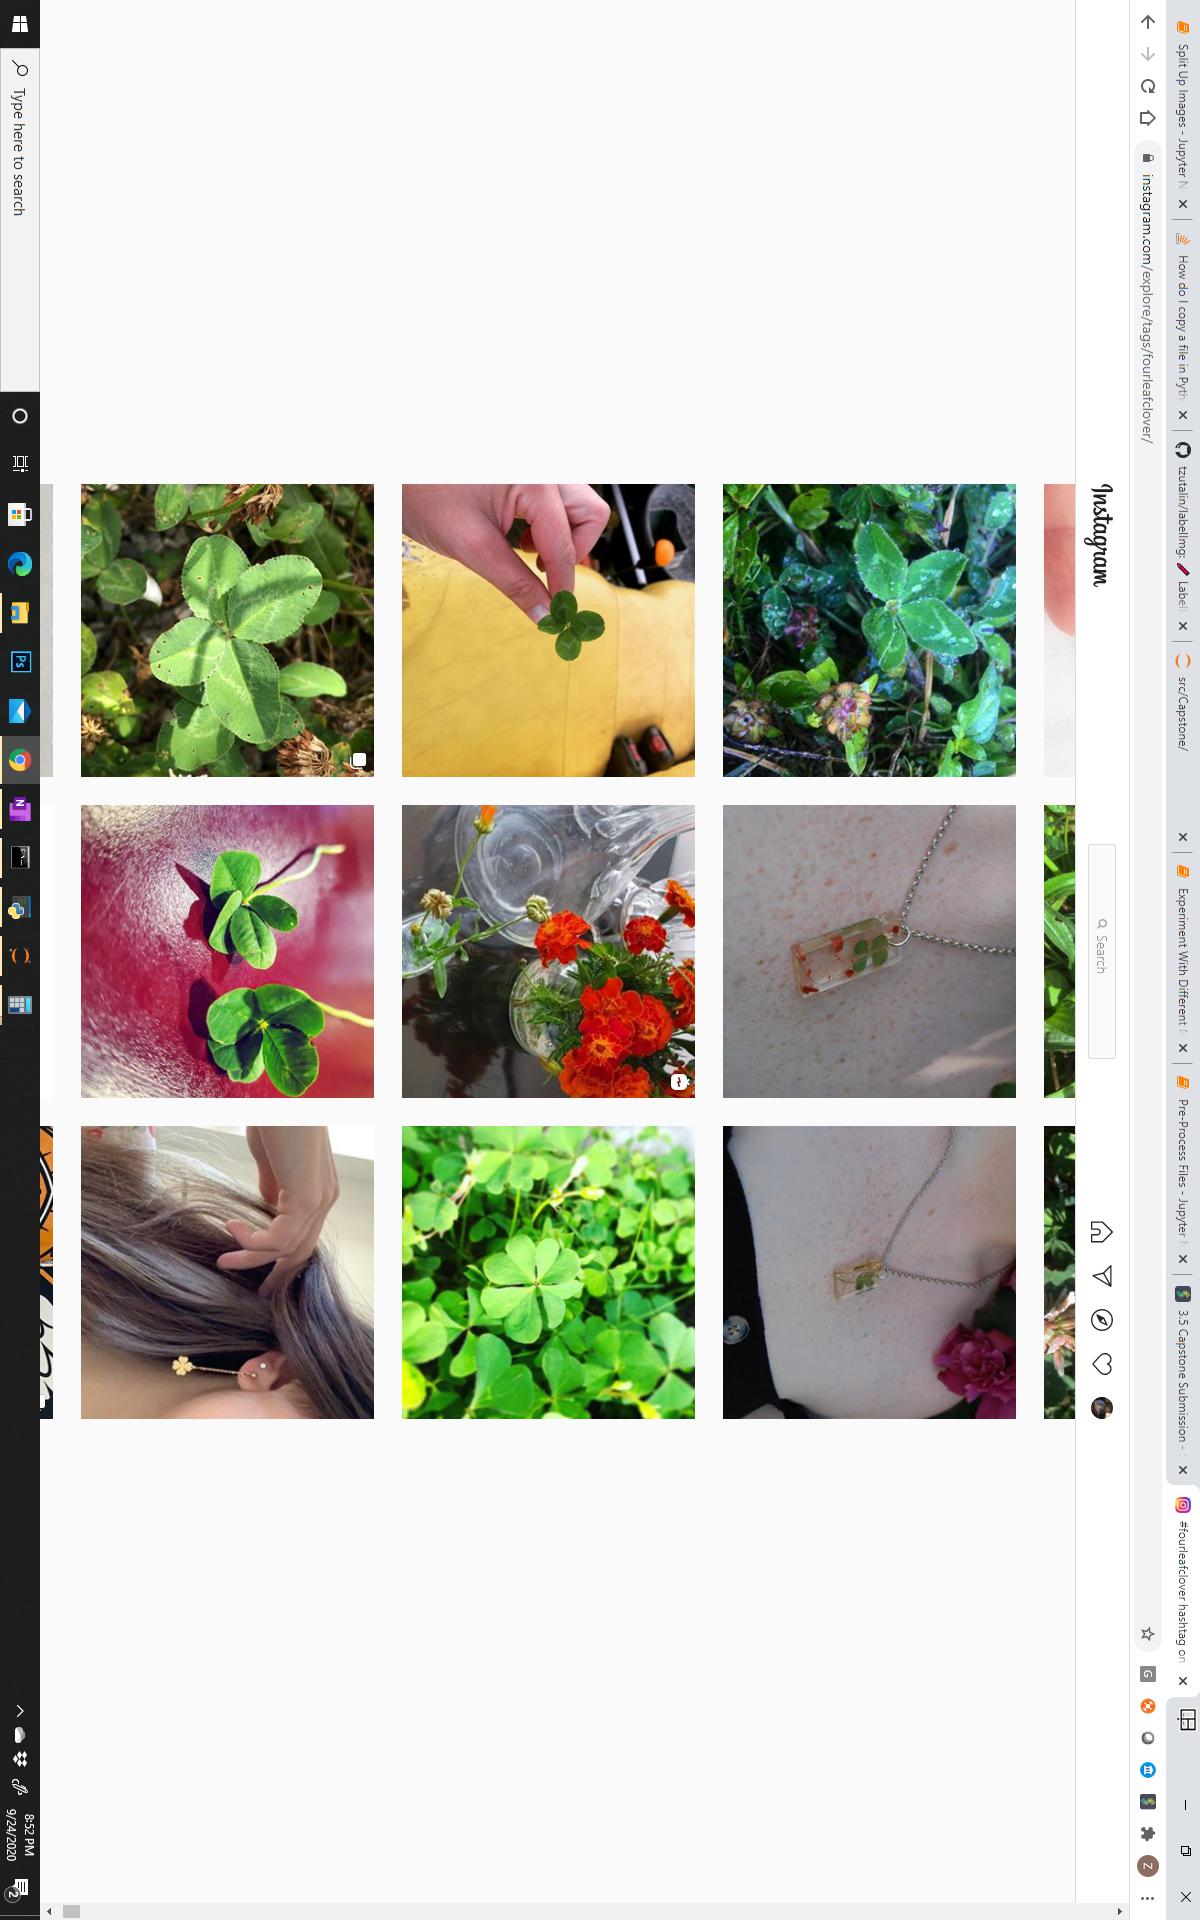 Split Up Images - Jupyter N
How do I copy a file in Pyth
tzutalin/labelImg: Labell
src/Capstone/
Experiment With Different
Pre-Process Files - Jupyter
3.5 Capstone Submission -
#fourleafclover hashtag on
instagram.com/explore/tags/fourleafclover/
G
Z
Instagram
Search
Type here to search
Ps
N
8:52 PM
9/24/2020
2